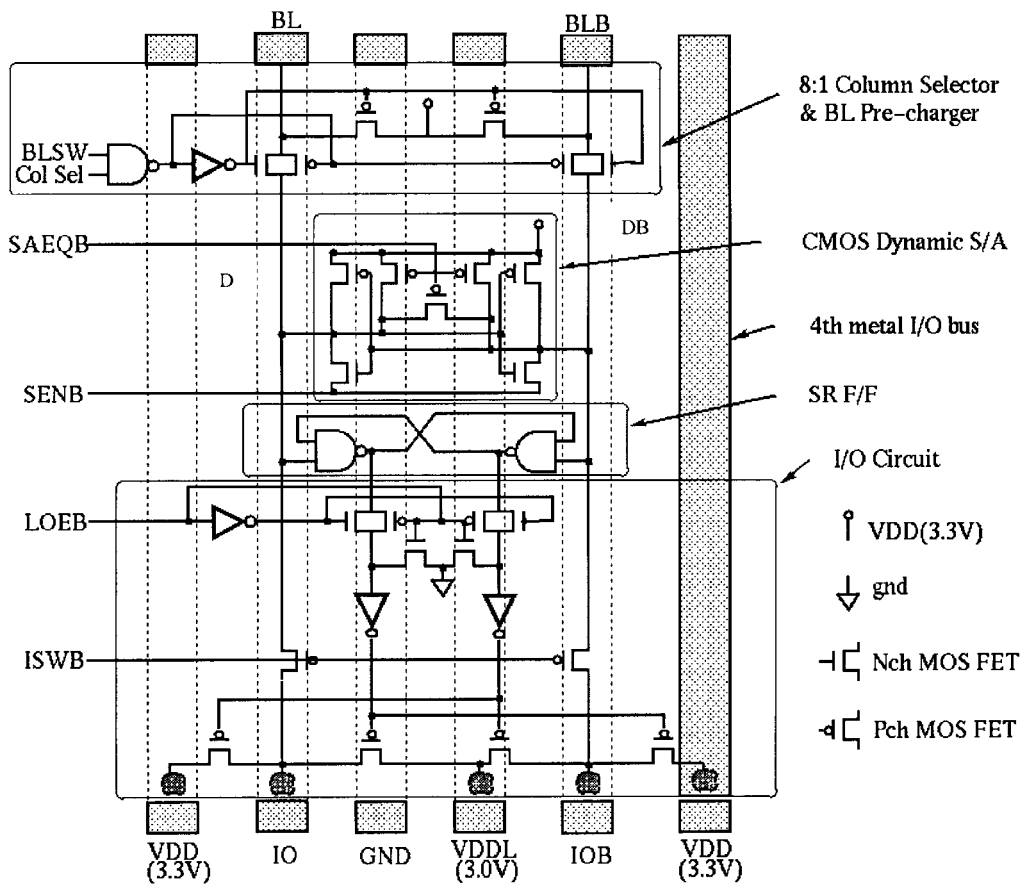 BL
BLB
8:1 Column Selector
& BL Pre-charger
BLSW
Col Sel
SAEQB
D
DB
CMOS Dynamic S/A
4th metal I/O bus
SENB
SR F/F
I/O Circuit
LOEB
VDD(3.3V)
gnd
ISWB
Nch MOS FET
Pch MOS FET
VDD
(3.3V)
IO
GND
VDDL
(3.0V)
IOB
VDD
(3.3V)